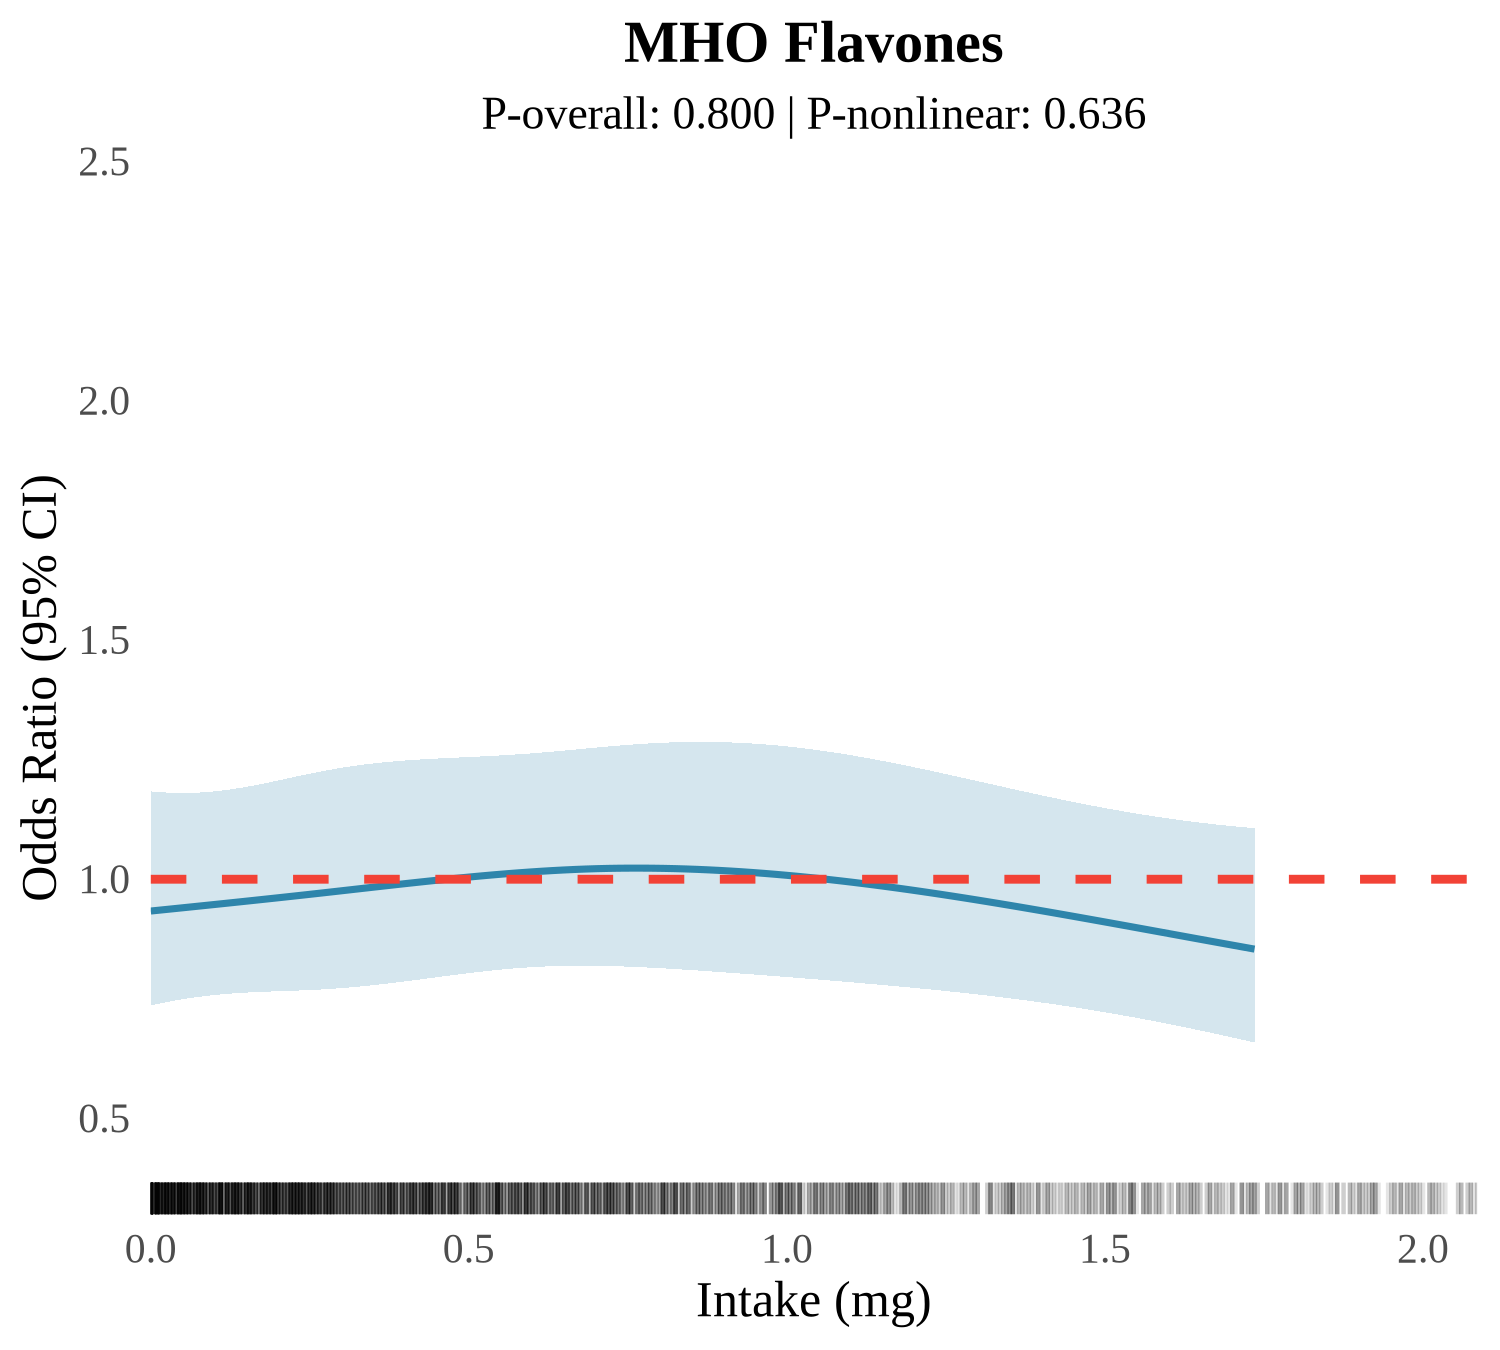 MHO Flavones
P-overall: 0.800 | P-nonlinear: 0.636
2.5
2.0
1.5
1.0
0.5
Odds Ratio (95% CI)
0.0 0.5 1.0 1.5 2.0
Intake (mg)